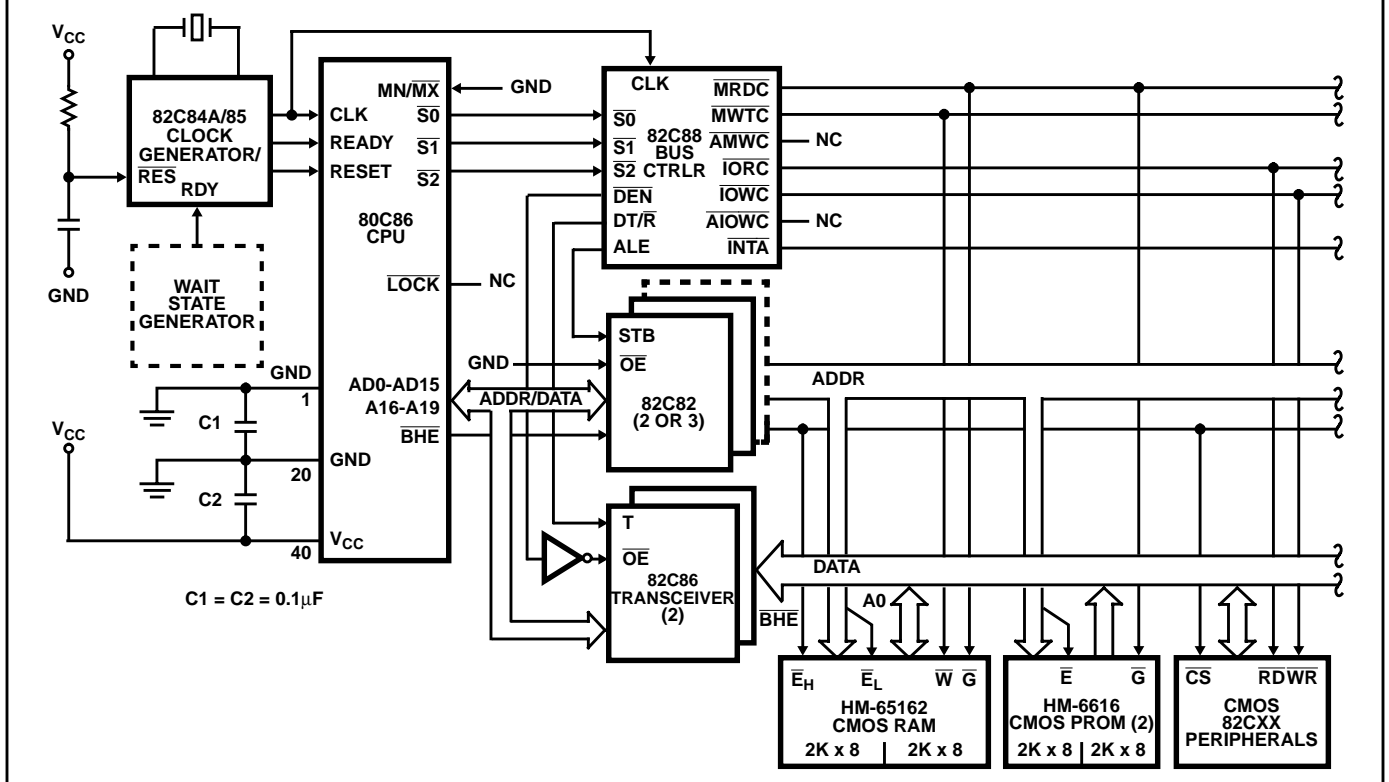 VCC
82C84A/85
CLOCK
GENERATOR/
RES
RDY
GND
WAIT
STATE
GENERATOR
MN/MX
GND
CLK
READY
RESET
S0
S1
S2
80C86
CPU
LOCK
NC
GND
1
AD0-AD15
A16-A19
ADDR/DATA
BHE
C1
VCC
GND
20
C2
VCC
40
C1 = C2 = 0.1μF
CLK
S0
S1
S2
82C88
BUS
CTRLR
DEN
DT/R
ALE
MRDC
MWTC
AMWC
NC
IORC
IOWC
AIOWC
NC
INTA
STB
GND
OE
82C82
(2 OR 3)
ADDR
T
OE
82C86
TRANSCEIVER
(2)
DATA
BHE
A0
EH
EL
W
G
HM-65162
CMOS RAM
2K x 8
2K x 8
E
G
HM-6616
CMOS PROM (2)
2K x 8
2K x 8
CS
RD
WR
CMOS
82CXX
PERIPHERALS